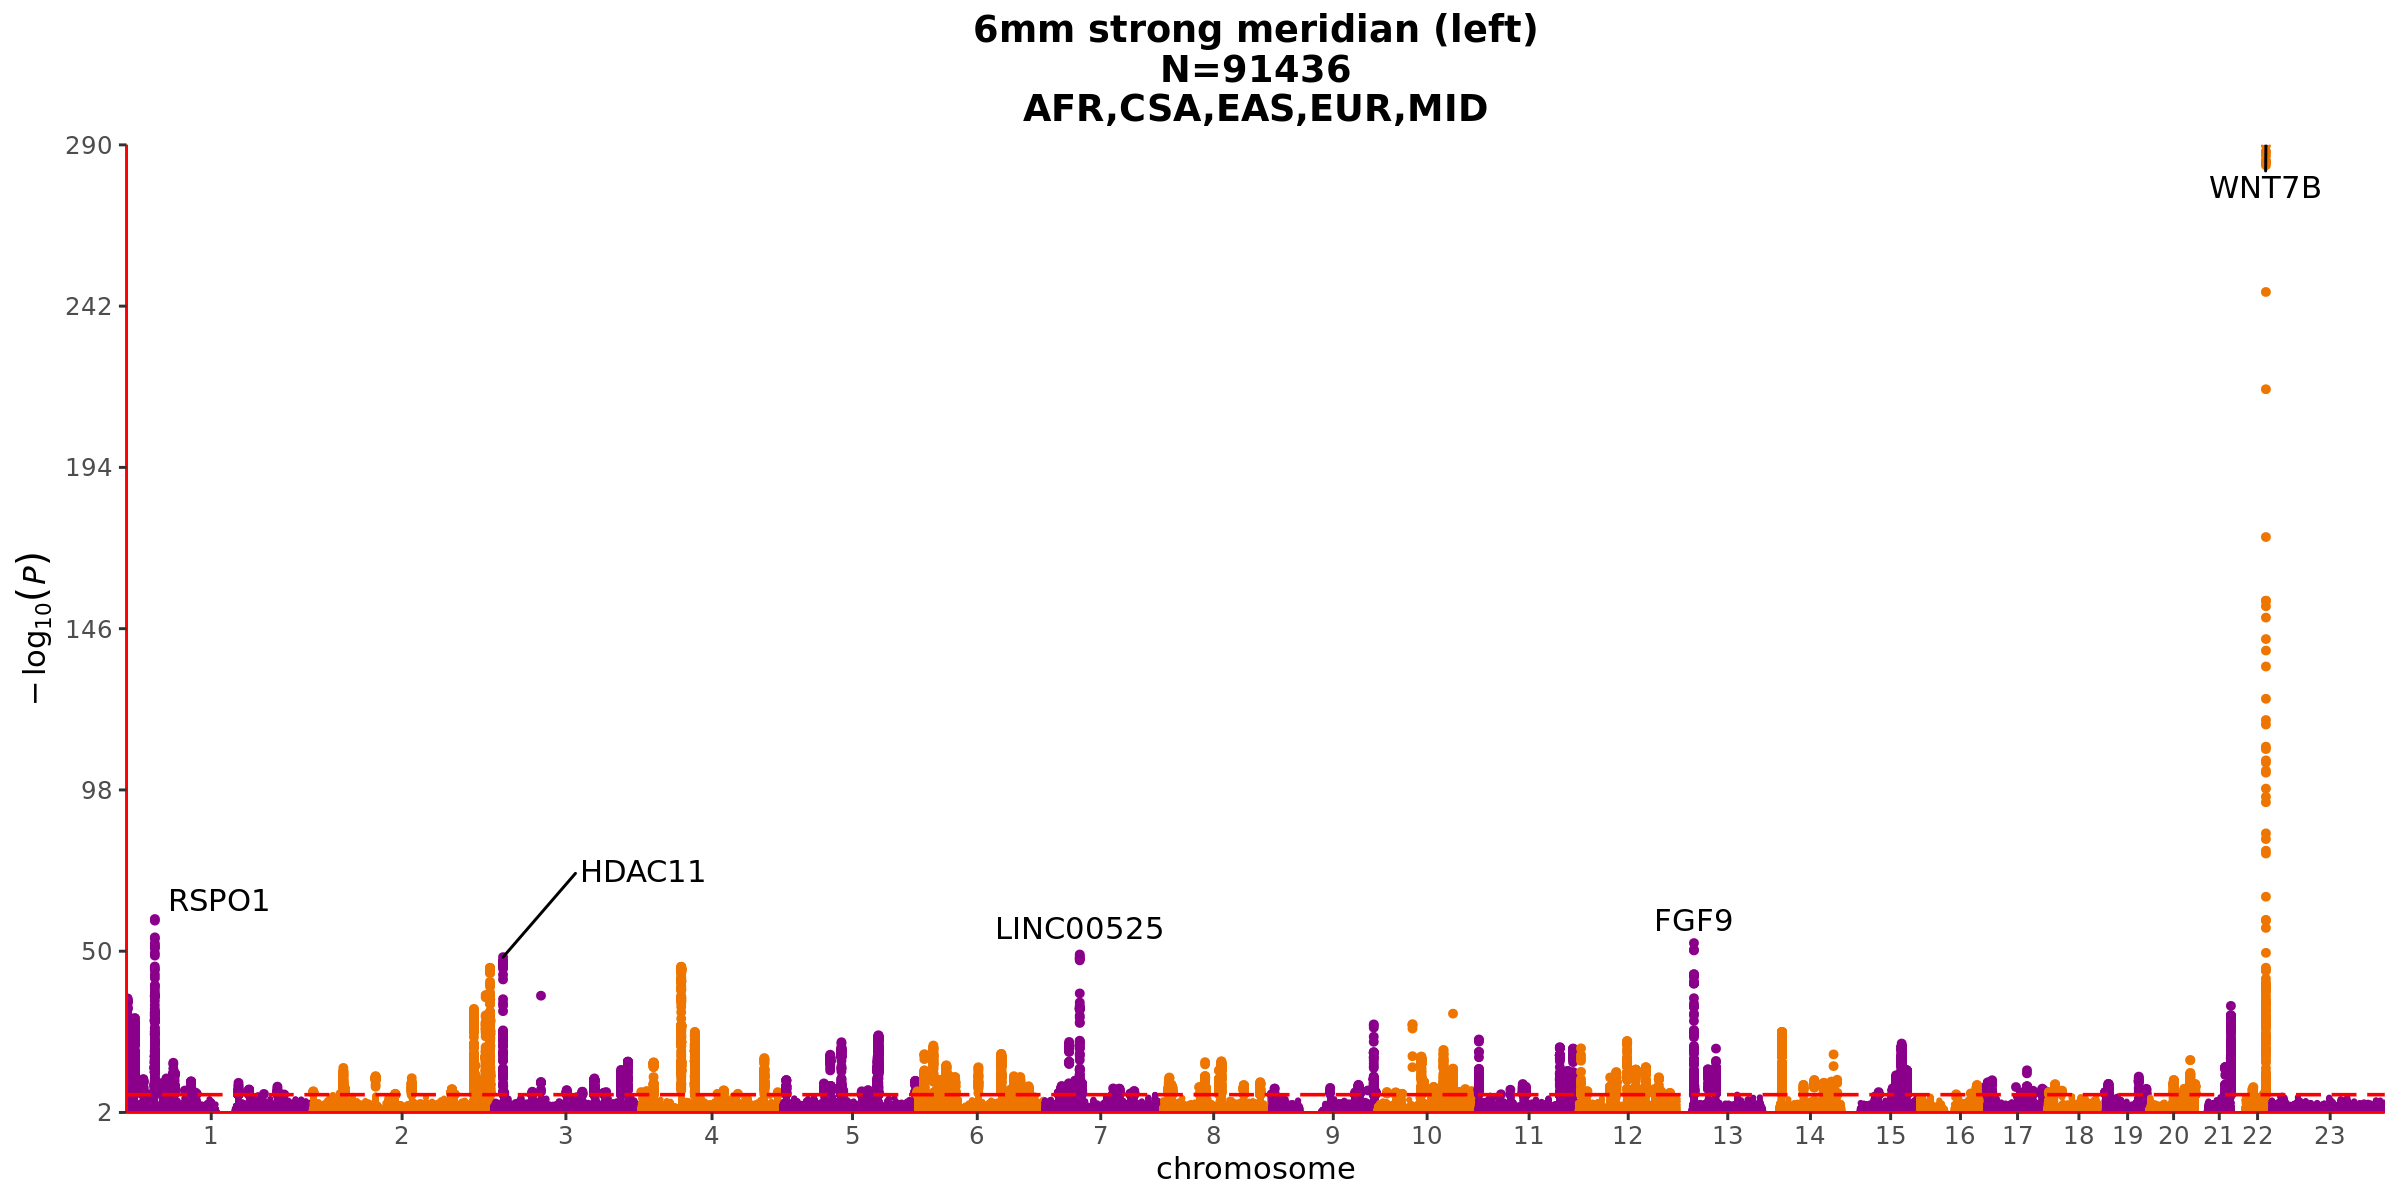 6mm strong meridian (left)
N=91436
AFR,CSA,EAS,EUR,MID
290
242
194
146
98
50
2
−log10(P)
WNT7B
HDAC11
RSPO1
LINC00525
FGF9
1 2 3 4 5 6 7 8 9 10 11 12 13 14 15 16 17 18 19 20 21 22 23
chromosome